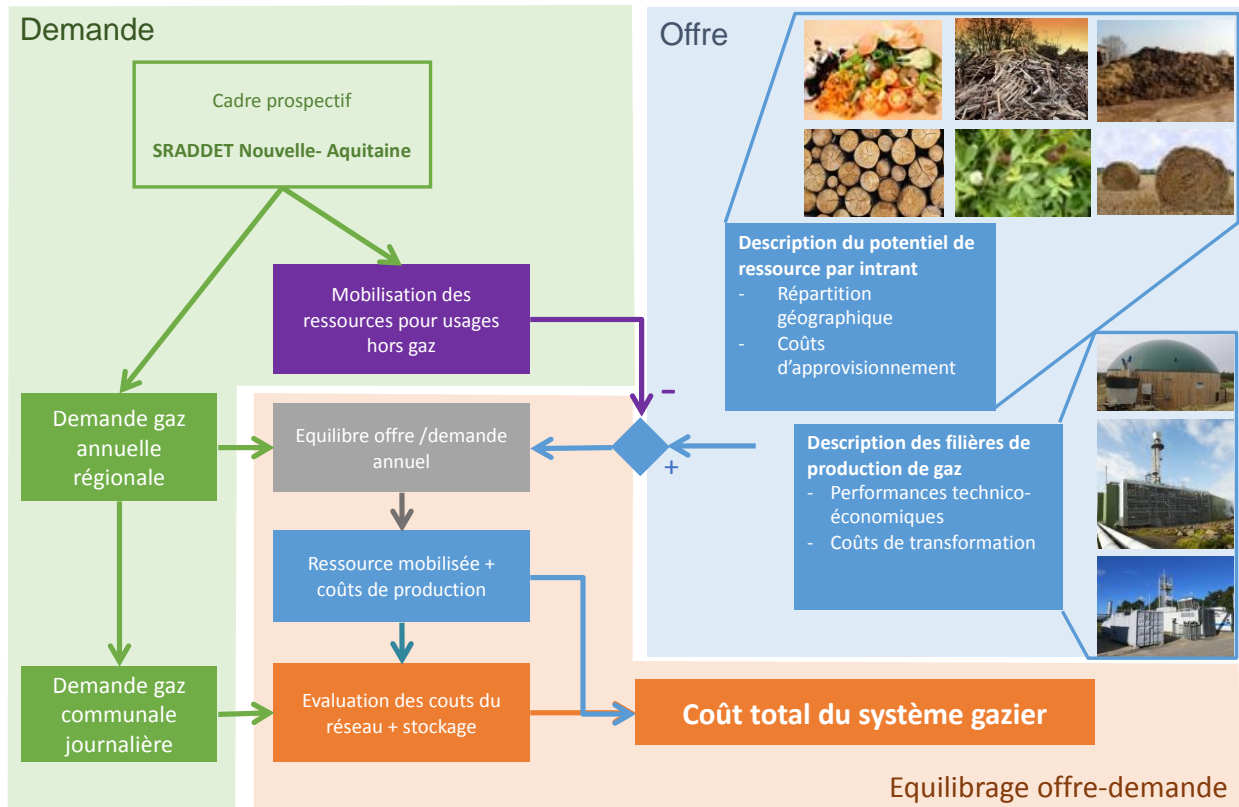 Demande
Cadre prospectif
SRADDET Nouvelle- Aquitaine
Mobilisation des
ressources pour usages
hors gaz
Demande gaz
annuelle
régionale
Demande gaz
communale
journalière
Offre
Description du potentiel de
ressource par intrant
- Répartition
géographique
- Coûts
d'approvisionnement
Description des filières de
production de gaz
- Performances technico-
économiques
- Coûts de transformation
-
+
Equilibre offre /demande
annuel
Ressource mobilisée +
coûts de production
Evaluation des couts du
réseau + stockage
Coût total du système gazier
Equilibrage offre-demande